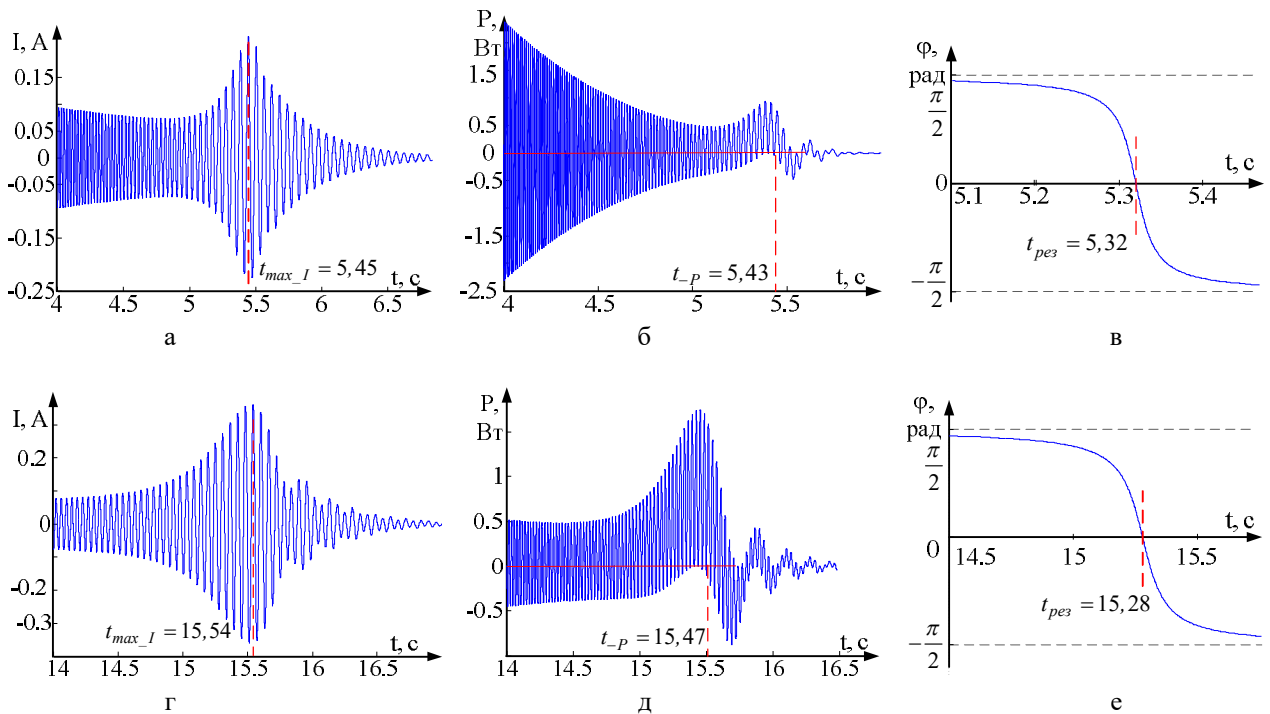 I, А
0.15
0.05
0
-0.05
-0.15
-0.25
4 4.5 5 5.5 6 6.5
t, с
t_max_I = 5,45
а
P, Вт
1.5
0.5
0
-0.5
-1.5
-2.5
4 4.5 5 5.5
t, с
t_-P = 5,43
б
φ, рад
π/2
0
-π/2
5.1 5.2 5.3 5.4
t, с
t_рез = 5,32
в
I, А
0.2
0
-0.2
-0.3
14 14.5 15 15.5 16 16.5
t, с
t_max_I = 15,54
г
P, Вт
1
0.5
0
-0.5
14 14.5 15 15.5 16 16.5
t, с
t_-P = 15,47
д
φ, рад
π/2
0
-π/2
14.5 15 15.5
t, с
t_рез = 15,28
е